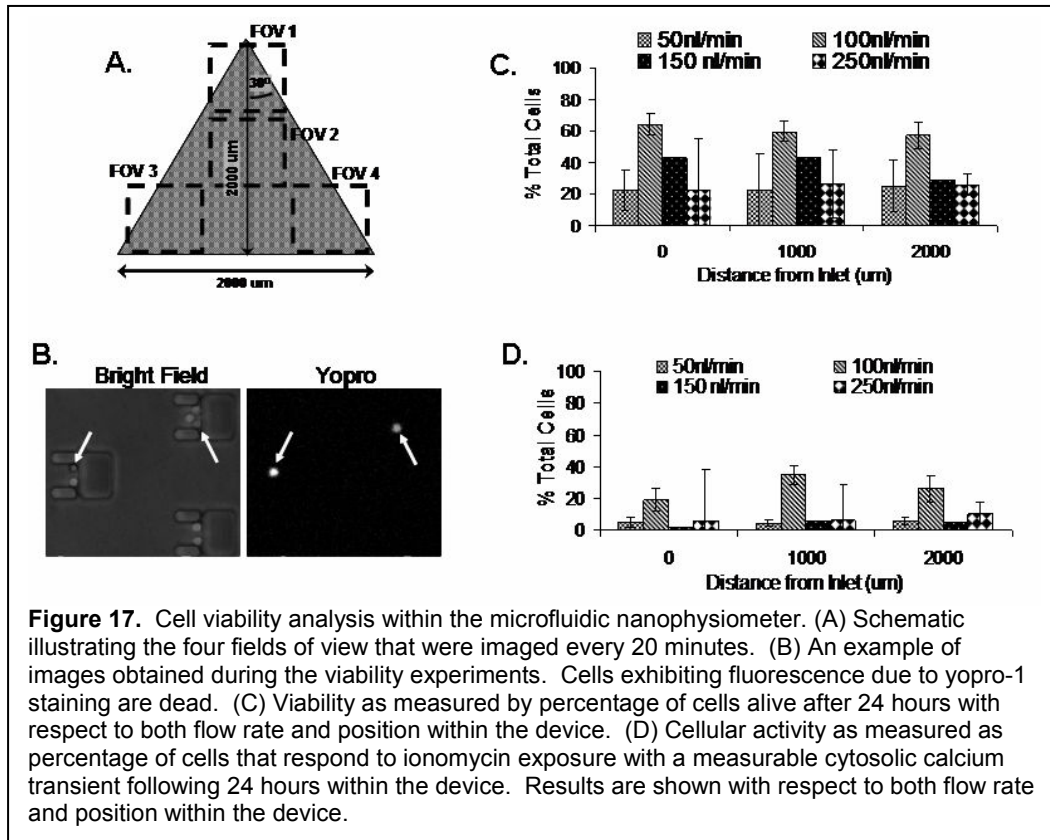 A.
FOV 1
30º
FOV 2
2000 um
FOV 3
FOV 4
2000 um
B.
Bright Field
Yopro
C.
50nl/min
100nl/min
150 nl/min
250nl/min
% Total Cells
100
80
60
40
20
0
0
1000
2000
Distance from Inlet (um)
D.
50nl/min
100nl/min
150 nl/min
250nl/min
% Total Cells
100
80
60
40
20
0
0
1000
2000
Distance from Inlet (um)
Figure 17. Cell viability analysis within the microfluidic nanophysiometer. (A) Schematic
illustrating the four fields of view that were imaged every 20 minutes. (B) An example of
images obtained during the viability experiments. Cells exhibiting fluorescence due to yopro-1
staining are dead. (C) Viability as measured by percentage of cells alive after 24 hours with
respect to both flow rate and position within the device. (D) Cellular activity as measured as
percentage of cells that respond to ionomycin exposure with a measurable cytosolic calcium
transient following 24 hours within the device. Results are shown with respect to both flow rate
and position within the device.